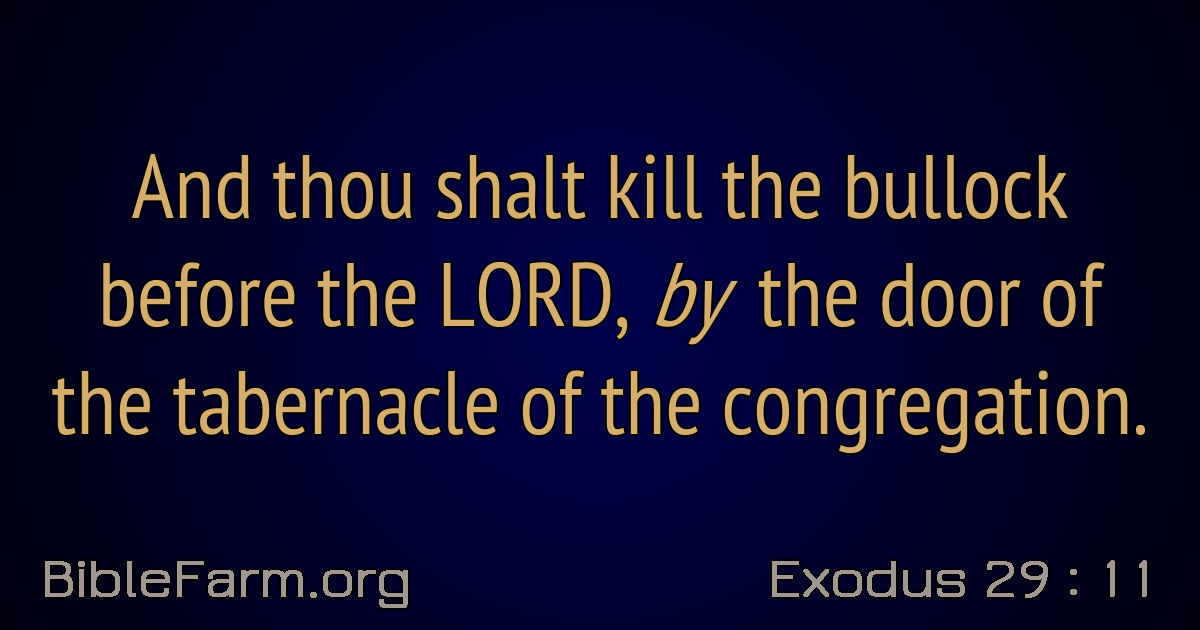 And thou shalt kill the bullock
before the LORD, by the door of
the tabernacle of the congregation.
BibleFarm.org
Exodus 29 : 11